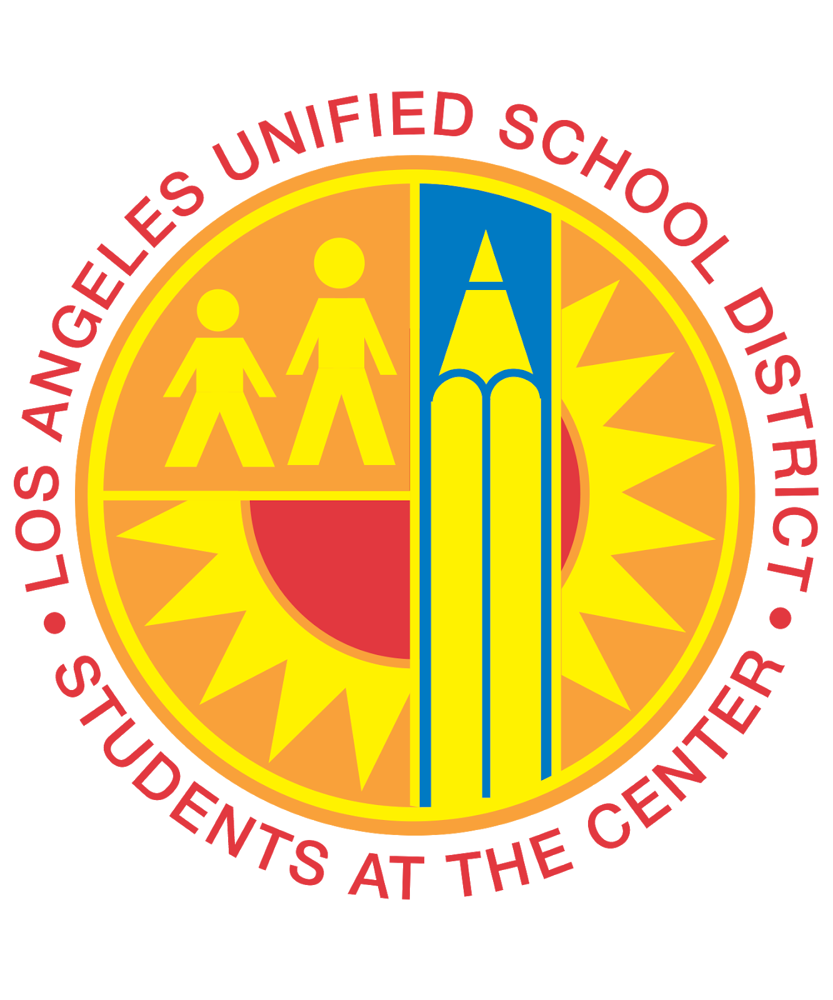 LOS ANGELES UNIFIED SCHOOL DISTRICT
• STUDENTS AT THE CENTER •